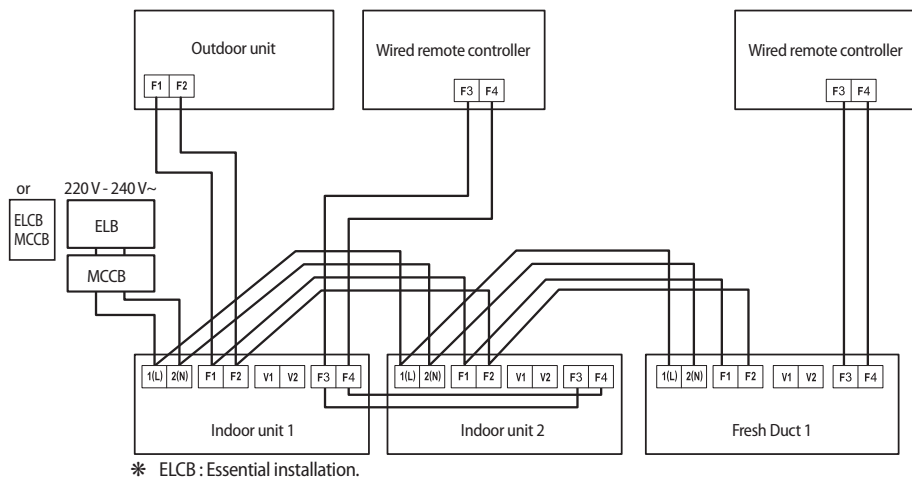 Outdoor unit
F1 F2
Wired remote controller
F3 F4
Wired remote controller
F3 F4
or
ELCB
MCCB
220 V - 240 V~
ELB
MCCB
1(L) 2(N) F1 F2 V1 V2 F3 F4
Indoor unit 1
1(L) 2(N) F1 F2 V1 V2 F3 F4
Indoor unit 2
1(L) 2(N) F1 F2 V1 V2 F3 F4
Fresh Duct 1
✻ ELCB : Essential installation.